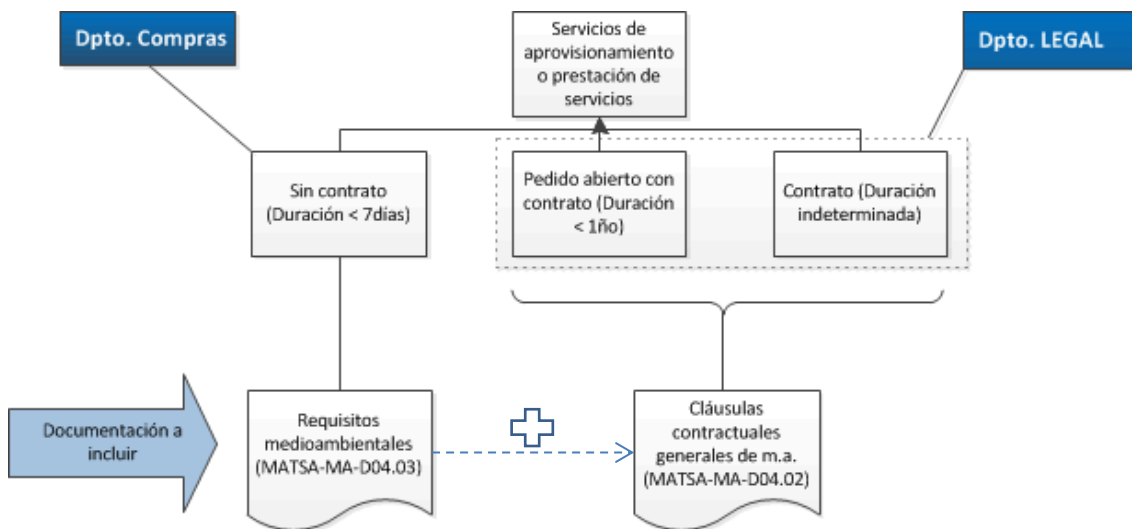 Dpto. Compras
Servicios de
aprovisionamiento
o prestación de
servicios
Dpto. LEGAL
Sin contrato
(Duración < 7días)
Pedido abierto con
contrato (Duración
< 1ño)
Contrato (Duración
indeterminada)
Documentación a
incluir
Requisitos
medioambientales
(MATSA-MA-D04.03)
Cláusulas
contractuales
generales de m.a.
(MATSA-MA-D04.02)